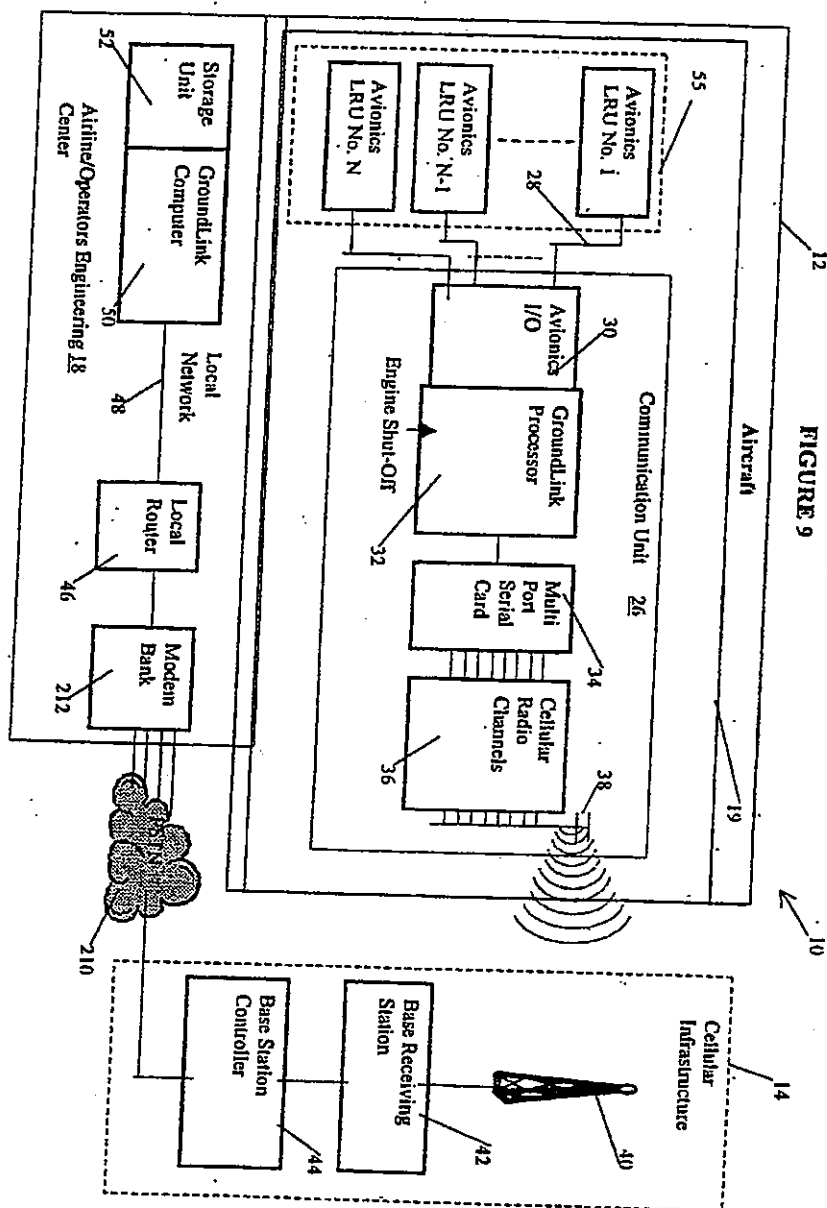 FIGURE 9
10
12
Aircraft
19
55
Avionics
LRU No. 1
Avionics
LRU No. N-1
Avionics
LRU No. N
28
Communication Unit 26
Avionics
I/O
30
GroundLink
Processor
32
Engine Shut-Off
Multi
Port
Serial
Card
34
Cellular
Radio
Channels
36
38
Cellular
Infrastructure
14
40
Base Receiving
Station
42
Base Station
Controller
44
PSTN
210
Modem
Bank
212
Local
Router
46
Local
Network
48
GroundLink
Computer
50
Storage
Unit
52
Airline/Operators Engineering 18
Center